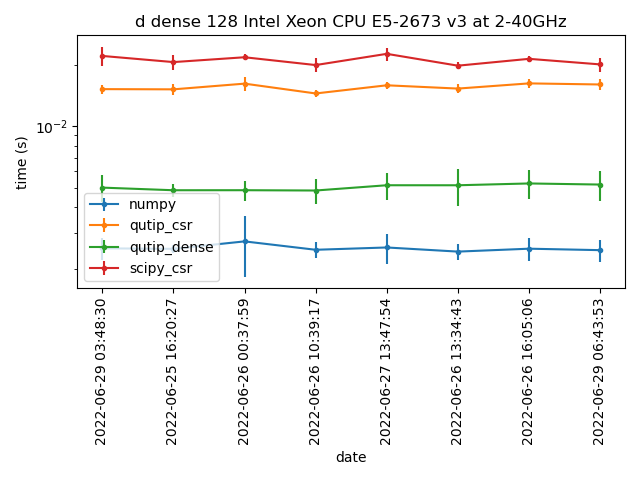 d dense 128 Intel Xeon CPU E5-2673 v3 at 2-40GHz
time (s)
10⁻²
numpy
qutip_csr
qutip_dense
scipy_csr
2022-06-29 03:48:30
2022-06-25 16:20:27
2022-06-26 00:37:59
2022-06-26 10:39:17
2022-06-27 13:47:54
2022-06-26 13:34:43
2022-06-26 16:05:06
2022-06-29 06:43:53
date